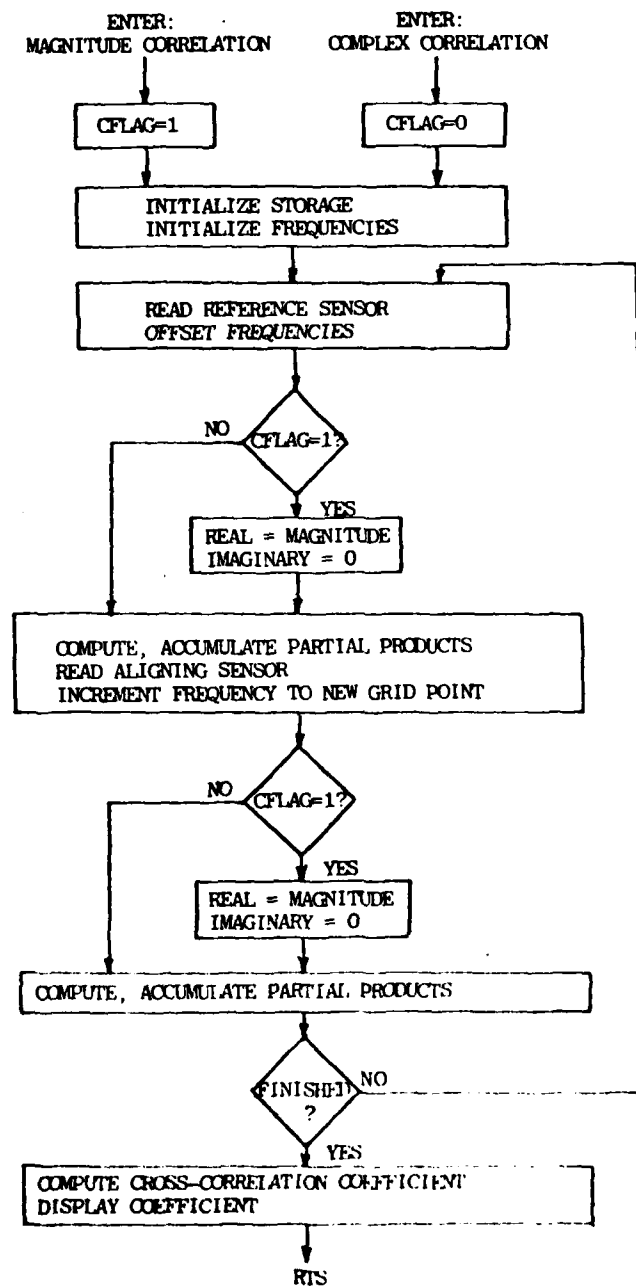 ENTER:
MAGNITUDE CORRELATION
ENTER:
COMPLEX CORRELATION
CFLAG=1
CFLAG=0
INITIALIZE STORAGE
INITIALIZE FREQUENCIES
READ REFERENCE SENSOR
OFFSET FREQUENCIES
NO
CFLAG=1?
YES
REAL = MAGNITUDE
IMAGINARY = 0
COMPUTE, ACCUMULATE PARTIAL PRODUCTS
READ ALIGNING SENSOR
INCREMENT FREQUENCY TO NEW GRID POINT
NO
CFLAG=1?
YES
REAL = MAGNITUDE
IMAGINARY = 0
COMPUTE, ACCUMULATE PARTIAL PRODUCTS
FINISHED
?
NO
YES
COMPUTE CROSS-CORRELATION COEFFICIENT
DISPLAY COEFFICIENT
RTS